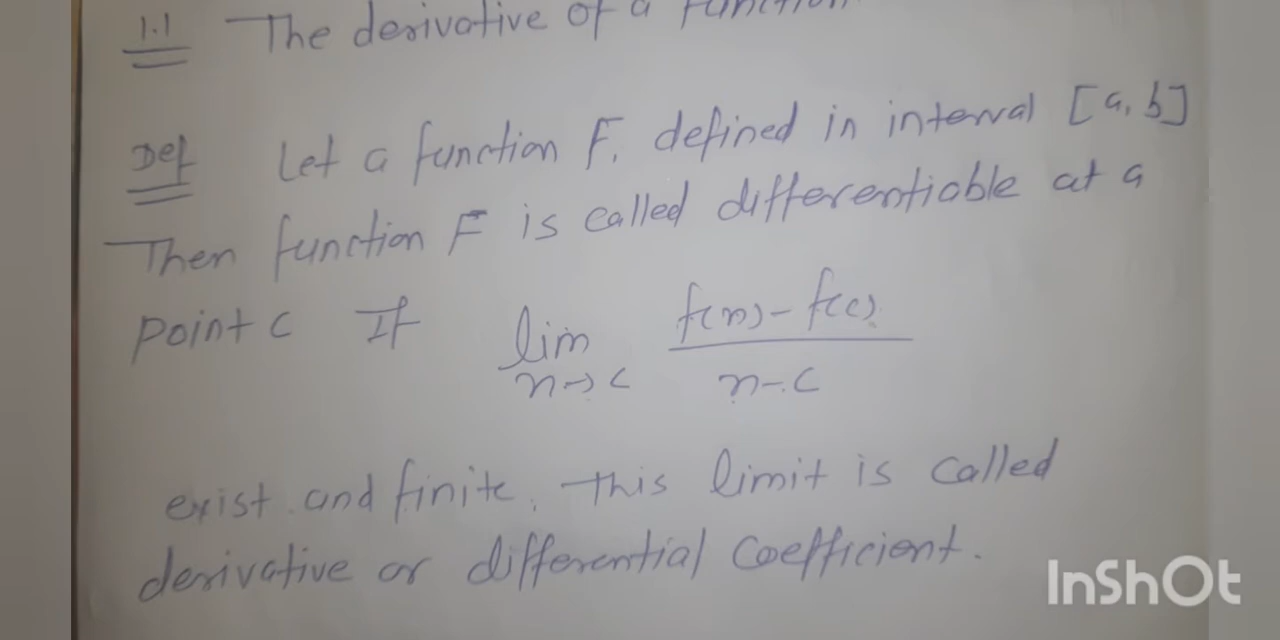 1.1 The derivative of a function
Def Let a function F, defined in interval [a, b]
Then function F is called differentiable at a
point c If lim f(x) - f(c)
x→c x-c
exist and finite. This limit is called
derivative or differential coefficient.
InShOt